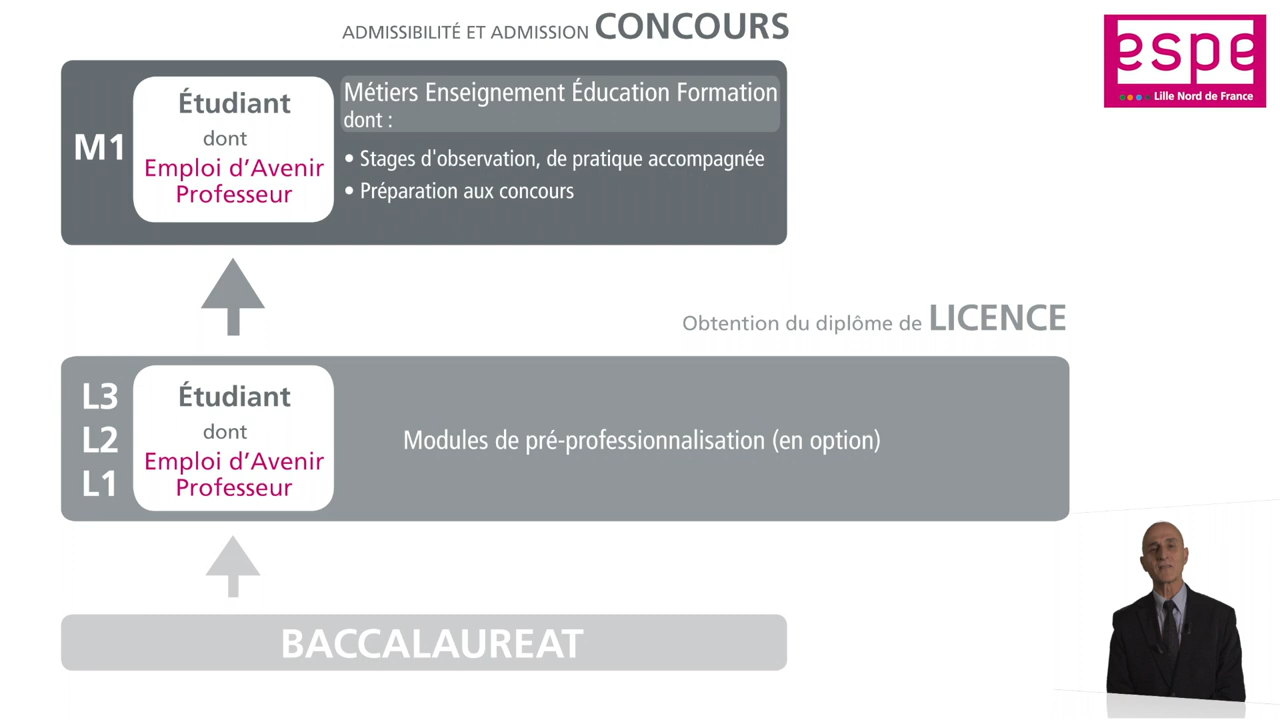 ADMISSIBILITÉ ET ADMISSION CONCOURS
espe
Lille Nord de France
M1
Étudiant
dont
Emploi d’Avenir
Professeur
Métiers Enseignement Éducation Formation
dont :
• Stages d'observation, de pratique accompagnée
• Préparation aux concours
Obtention du diplôme de LICENCE
L3
L2
L1
Étudiant
dont
Emploi d’Avenir
Professeur
Modules de pré-professionnalisation (en option)
BACCALAUREAT